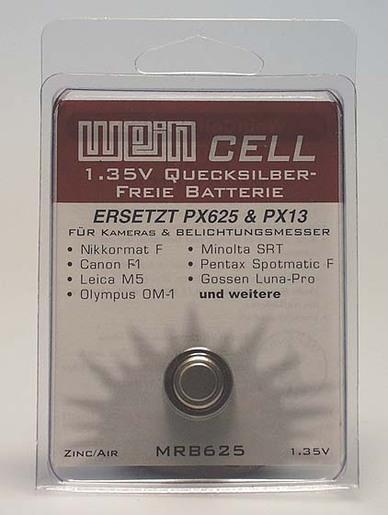 Wein CELL
1.35V QUECKSILBER-
FREIE BATTERIE
ERSETZT PX625 & PX13
FÜR KAMERAS & BELICHTUNGSMESSER
• Nikkormat F • Minolta SRT
• Canon F-1 • Pentax Spotmatic F
• Leica M5 • Gossen Luna-Pro
• Olympus OM-1 und weitere
ZINC/AIR MRB625 1.35V